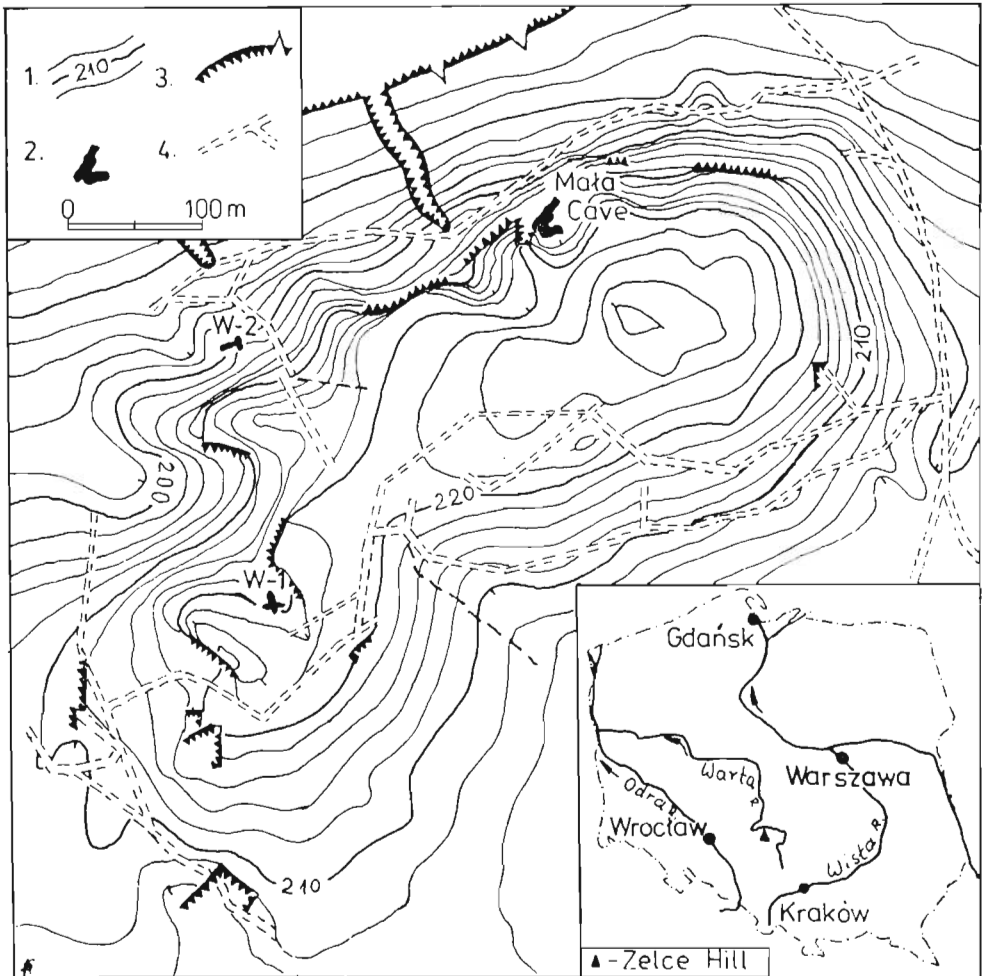 1. 210 3.
2. 4.
0 100 m
Mała
Cave
W-2
210
200
220
W-1
210
Gdańsk
Warta R.
Warszawa
Odra R.
Wrocław
Wisła R.
Kraków
▲-Zelce Hill